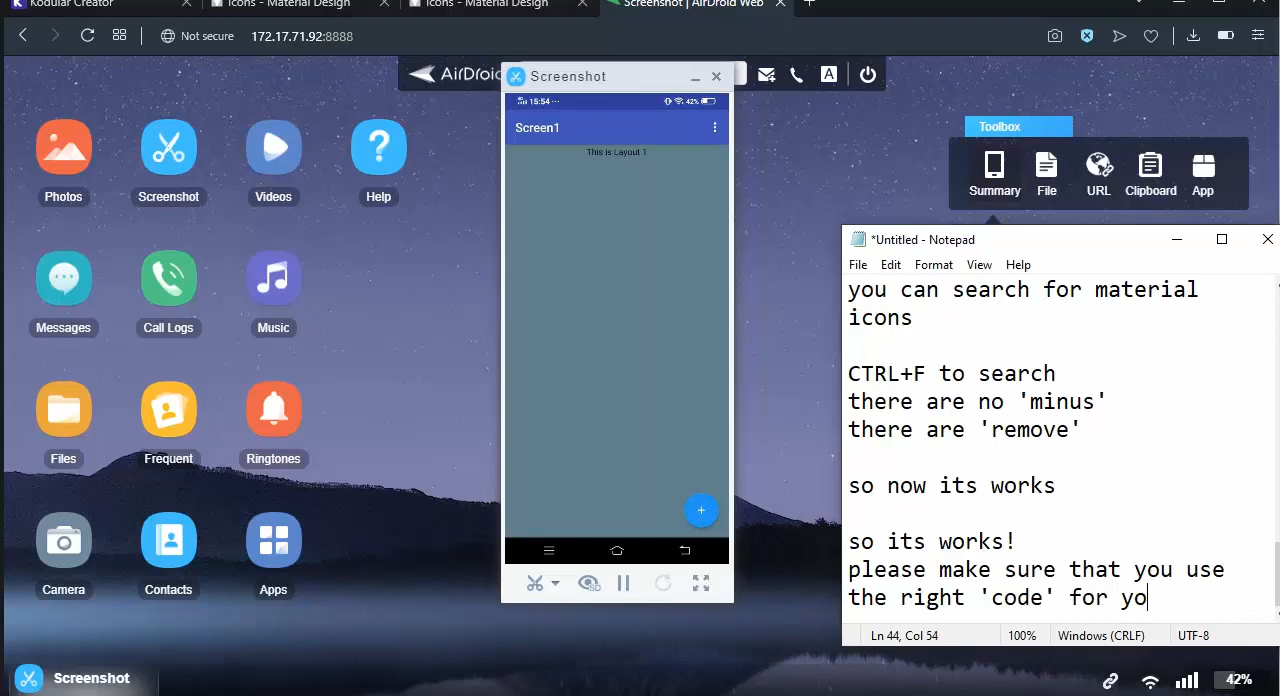 Kodular Creator
Icons - Material Design
Icons - Material Design
Screenshot | AirDroid Web
Not secure
172.17.71.92:8888
AirDroid
Screenshot
A
15:54
42%
Screen1
This is Layout 1
Photos
Screenshot
Videos
Help
Messages
Call Logs
Music
Files
Frequent
Ringtones
Camera
Contacts
Apps
Toolbox
Summary
File
URL
Clipboard
App
*Untitled - Notepad
File Edit Format View Help
you can search for material
icons
CTRL+F to search
there are no 'minus'
there are 'remove'
so now its works
so its works!
please make sure that you use
the right 'code' for yo
Ln 44, Col 54
100%
Windows (CRLF)
UTF-8
SD
Screenshot
42%